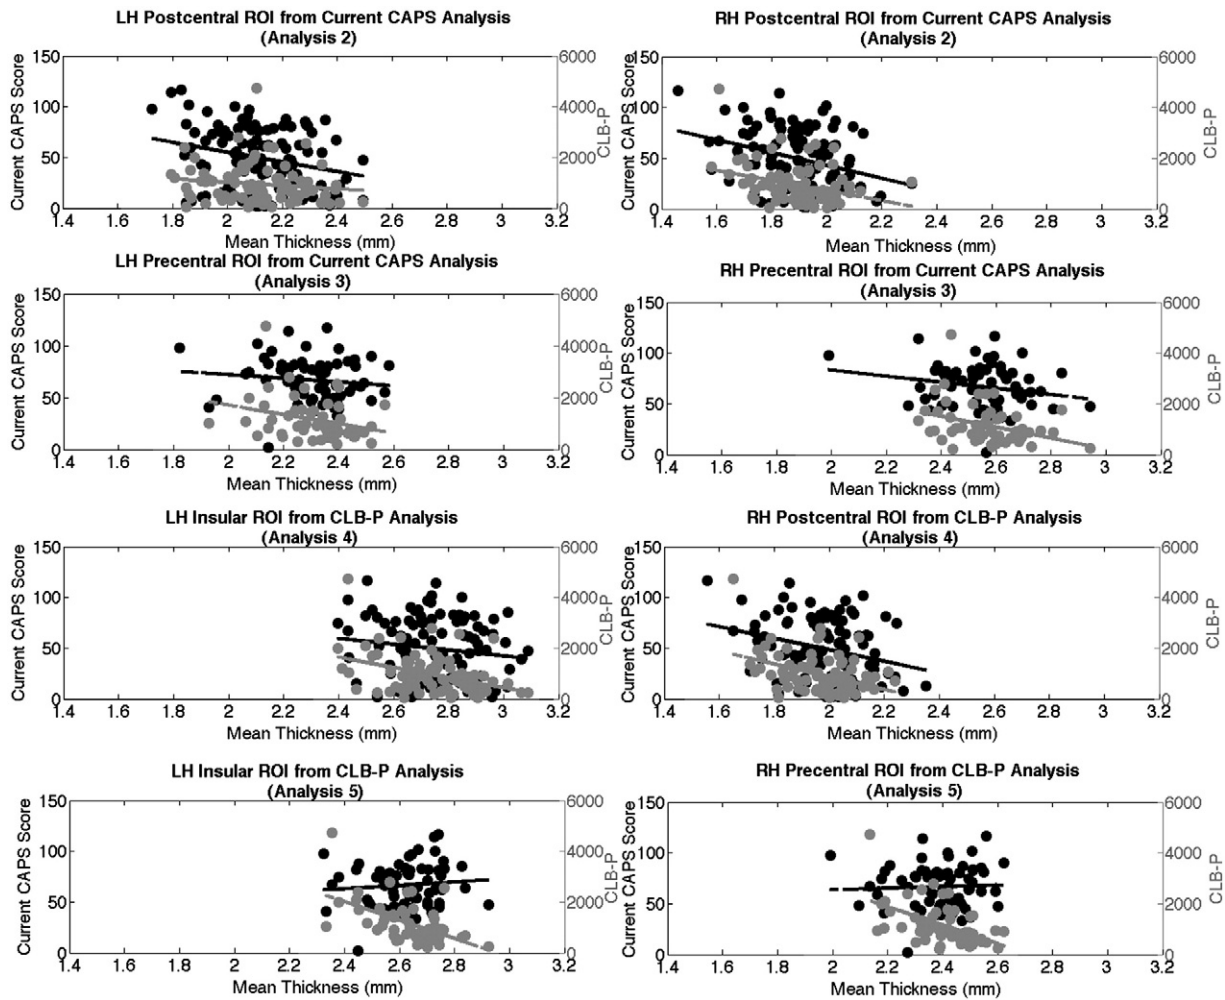 LH Postcentral ROI from Current CAPS Analysis
(Analysis 2)
150
100
50
0
Current CAPS Score
6000
4000
2000
0
CLB-P
1.4 1.6 1.8 2 2.2 2.4 2.6 2.8 3 3.2
Mean Thickness (mm)
RH Postcentral ROI from Current CAPS Analysis
(Analysis 2)
150
100
50
0
Current CAPS Score
6000
4000
2000
0
CLB-P
1.4 1.6 1.8 2 2.2 2.4 2.6 2.8 3 3.2
Mean Thickness (mm)
LH Precentral ROI from Current CAPS Analysis
(Analysis 3)
150
100
50
0
Current CAPS Score
6000
4000
2000
0
CLB-P
1.4 1.6 1.8 2 2.2 2.4 2.6 2.8 3 3.2
Mean Thickness (mm)
RH Precentral ROI from Current CAPS Analysis
(Analysis 3)
150
100
50
0
Current CAPS Score
6000
4000
2000
0
CLB-P
1.4 1.6 1.8 2 2.2 2.4 2.6 2.8 3 3.2
Mean Thickness (mm)
LH Insular ROI from CLB-P Analysis
(Analysis 4)
150
100
50
0
Current CAPS Score
6000
4000
2000
0
CLB-P
1.4 1.6 1.8 2 2.2 2.4 2.6 2.8 3 3.2
Mean Thickness (mm)
RH Postcentral ROI from CLB-P Analysis
(Analysis 4)
150
100
50
0
Current CAPS Score
6000
4000
2000
0
CLB-P
1.4 1.6 1.8 2 2.2 2.4 2.6 2.8 3 3.2
Mean Thickness (mm)
LH Insular ROI from CLB-P Analysis
(Analysis 5)
150
100
50
0
Current CAPS Score
6000
4000
2000
0
CLB-P
1.4 1.6 1.8 2 2.2 2.4 2.6 2.8 3 3.2
Mean Thickness (mm)
RH Precentral ROI from CLB-P Analysis
(Analysis 5)
150
100
50
0
Current CAPS Score
6000
4000
2000
0
CLB-P
1.4 1.6 1.8 2 2.2 2.4 2.6 2.8 3 3.2
Mean Thickness (mm)